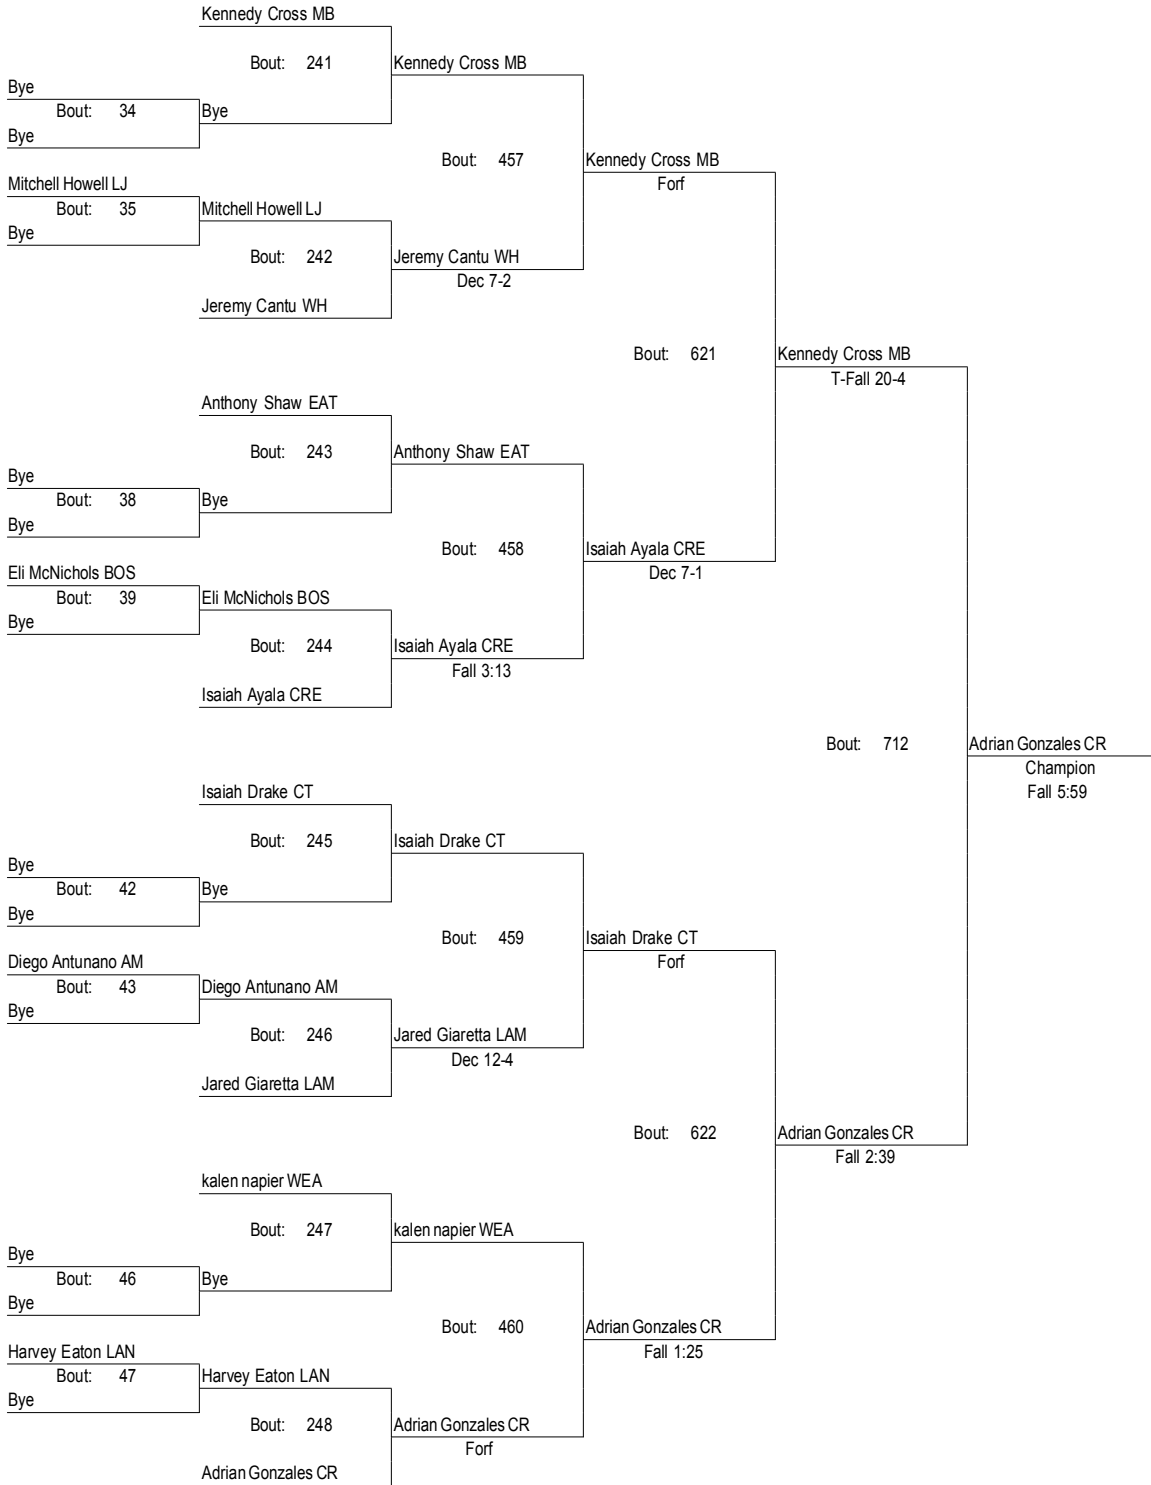 Kennedy Cross MB
Bout: 241
Kennedy Cross MB
Bye
Bout: 34
Bye
Bye
Bout: 457
Kennedy Cross MB
Forf
Mitchell Howell LJ
Bout: 35
Mitchell Howell LJ
Bye
Bout: 242
Jeremy Cantu WH
Dec 7-2
Jeremy Cantu WH
Bout: 621
Kennedy Cross MB
T-Fall 20-4
Anthony Shaw EAT
Bout: 243
Anthony Shaw EAT
Bye
Bout: 38
Bye
Bye
Bout: 458
Isaiah Ayala CRE
Dec 7-1
Eli McNichols BOS
Bout: 39
Eli McNichols BOS
Bye
Bout: 244
Isaiah Ayala CRE
Fall 3:13
Isaiah Ayala CRE
Bout: 712
Adrian Gonzales CR
Champion
Fall 5:59
Isaiah Drake CT
Bout: 245
Isaiah Drake CT
Bye
Bout: 42
Bye
Bye
Bout: 459
Isaiah Drake CT
Forf
Diego Antunano AM
Bout: 43
Diego Antunano AM
Bye
Bout: 246
Jared Giaretta LAM
Dec 12-4
Jared Giaretta LAM
Bout: 622
Adrian Gonzales CR
Fall 2:39
kalen napier WEA
Bout: 247
kalen napier WEA
Bye
Bout: 46
Bye
Bye
Bout: 460
Adrian Gonzales CR
Fall 1:25
Harvey Eaton LAN
Bout: 47
Harvey Eaton LAN
Bye
Bout: 248
Adrian Gonzales CR
Forf
Adrian Gonzales CR